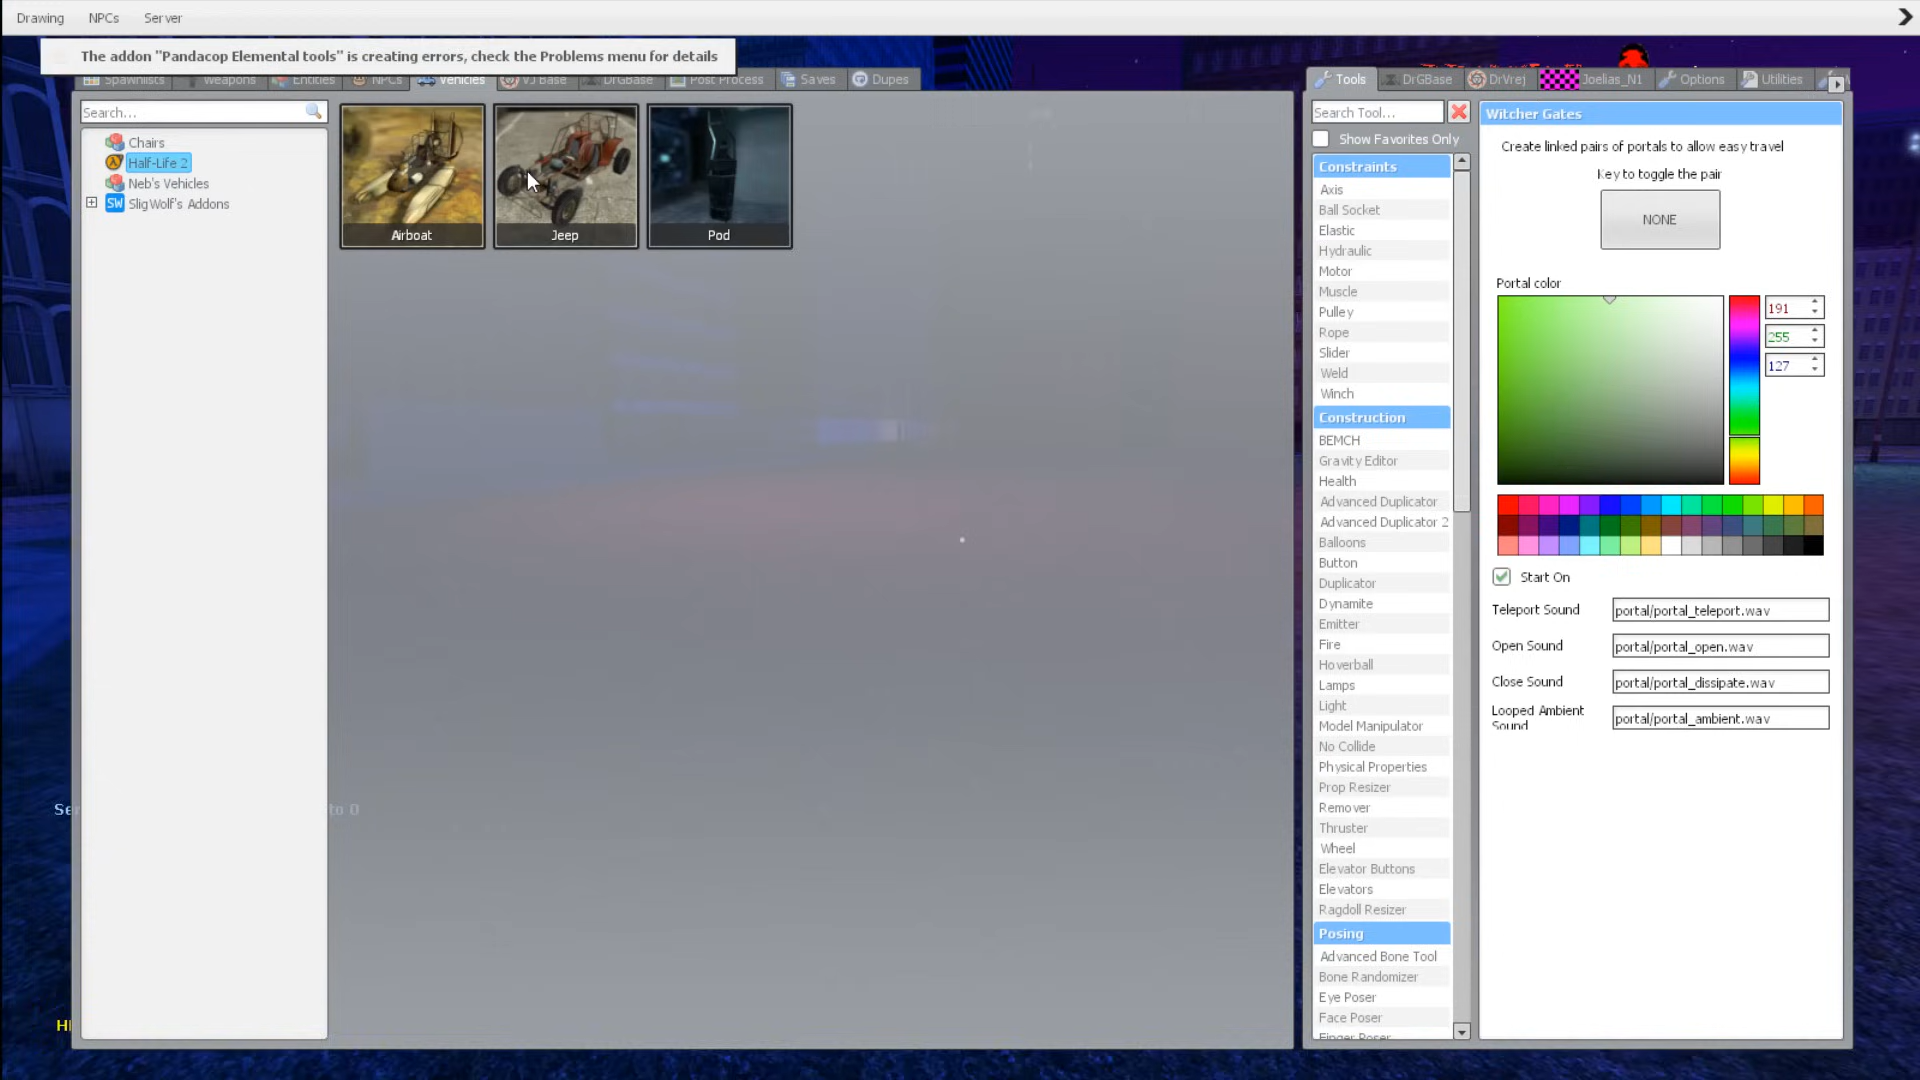 Drawing NPCs Server
The addon "Pandacop Elemental tools" is creating errors, check the Problems menu for details
Spawnlists Weapons Entities NPCs Vehicles VJ Base DrGBase Post Process Saves Dupes
Search...
Chairs
Half-Life 2
Neb's Vehicles
SligWolf's Addons
SW
Airboat
Jeep
Pod
to 0
Tools DrGBase DrVrej Joelias_N1 Options Utilities
Search Tool...
Show Favorites Only
Constraints
Axis
Ball Socket
Elastic
Hydraulic
Motor
Muscle
Pulley
Rope
Slider
Weld
Winch
Construction
BEMCH
Gravity Editor
Health
Advanced Duplicator
Advanced Duplicator 2
Balloons
Button
Duplicator
Dynamite
Emitter
Fire
Hoverball
Lamps
Light
Model Manipulator
No Collide
Physical Properties
Prop Resizer
Remover
Thruster
Wheel
Elevator Buttons
Elevators
Ragdoll Resizer
Posing
Advanced Bone Tool
Bone Randomizer
Eye Poser
Face Poser
Finger Poser
Witcher Gates
Create linked pairs of portals to allow easy travel
Key to toggle the pair
NONE
Portal color
191
255
127
Start On
Teleport Sound portal/portal_teleport.wav
Open Sound portal/portal_open.wav
Close Sound portal/portal_dissipate.wav
Looped Ambient
Sound
portal/portal_ambient.wav